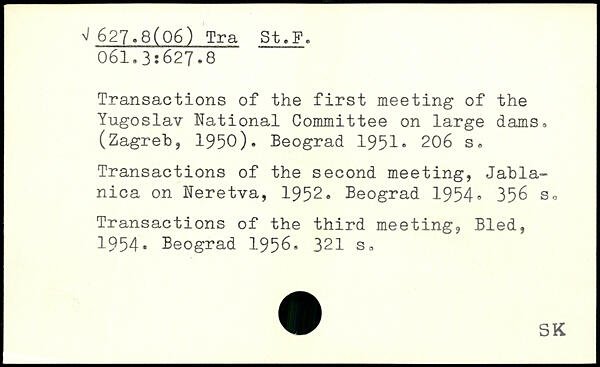 √ 627.8(06) Tra St.F.
061.3:627.8
Transactions of the first meeting of the
Yugoslav National Committee on large dams.
(Zagreb, 1950). Beograd 1951. 206 s.
Transactions of the second meeting, Jabla-
nica on Neretva, 1952. Beograd 1954. 356 s.
Transactions of the third meeting, Bled,
1954. Beograd 1956. 321 s.
SK